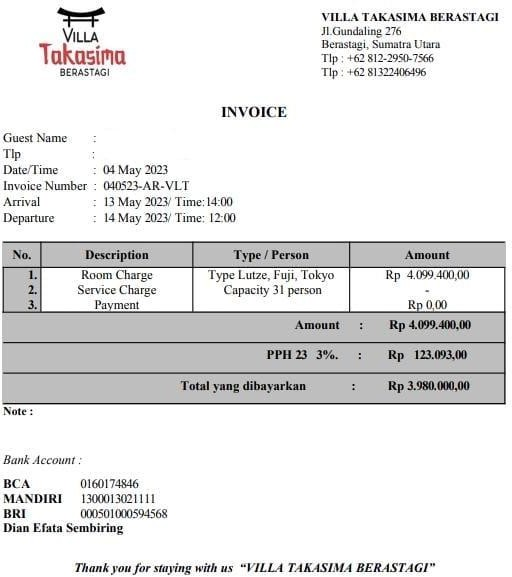 VILLA
Takasima
BERASTAGI
VILLA TAKASIMA BERASTAGI
Jl.Gundaling 276
Berastagi, Sumatra Utara
Tlp : +62 812-2950-7566
Tlp : +62 81322406496
INVOICE
Guest Name :
Tlp :
Date/Time : 04 May 2023
Invoice Number : 040523-AR-VLT
Arrival : 13 May 2023/ Time:14:00
Departure : 14 May 2023/ Time: 12:00
No. Description Type / Person Amount
1. Room Charge Type Lutze, Fuji, Tokyo Rp 4.099.400,00
2. Service Charge Capacity 31 person -
3. Payment Rp 0,00
Amount : Rp 4.099.400,00
PPH 23 3%. : Rp 123.093,00
Total yang dibayarkan : Rp 3.980.000,00
Note :
Bank Account :
BCA 0160174846
MANDIRI 1300013021111
BRI 000501000594568
Dian Efata Sembiring
Thank you for staying with us “VILLA TAKASIMA BERASTAGI”